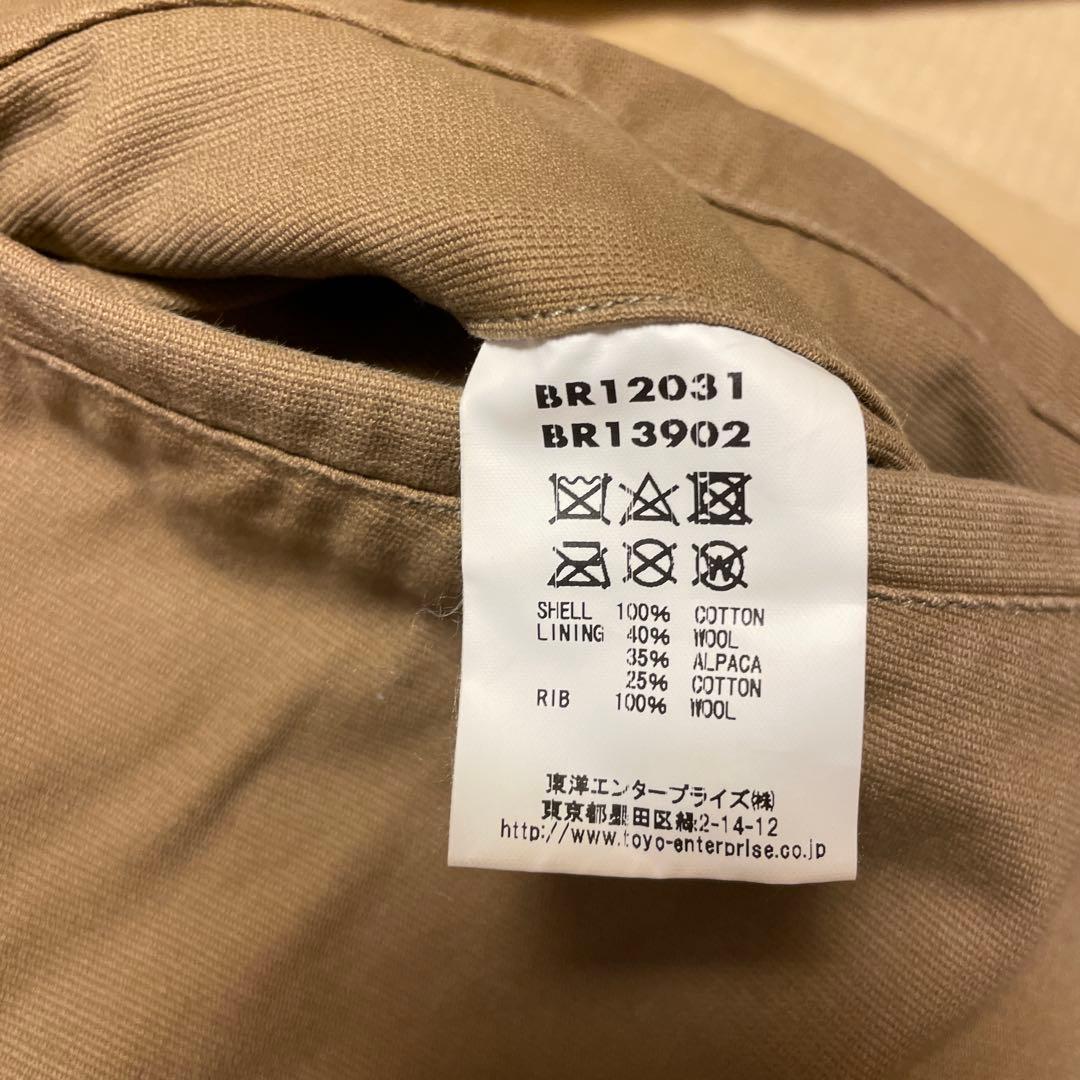 BR12031
BR13902
SHELL 100% COTTON
LINING 40% WOOL
35% ALPACA
25% COTTON
RIB 100% WOOL
東洋エンタープライズ(株)
東京都墨田区緑2-14-12
http://www.toyo-enterprise.co.jp